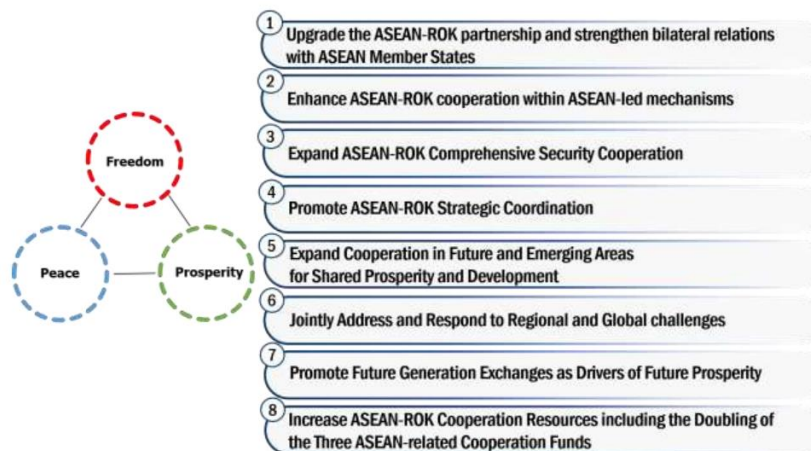 Freedom
Peace
Prosperity
1
Upgrade the ASEAN-ROK partnership and strengthen bilateral relations
with ASEAN Member States
2
Enhance ASEAN-ROK cooperation within ASEAN-led mechanisms
3
Expand ASEAN-ROK Comprehensive Security Cooperation
4
Promote ASEAN-ROK Strategic Coordination
5
Expand Cooperation in Future and Emerging Areas
for Shared Prosperity and Development
6
Jointly Address and Respond to Regional and Global challenges
7
Promote Future Generation Exchanges as Drivers of Future Prosperity
8
Increase ASEAN-ROK Cooperation Resources including the Doubling of
the Three ASEAN-related Cooperation Funds